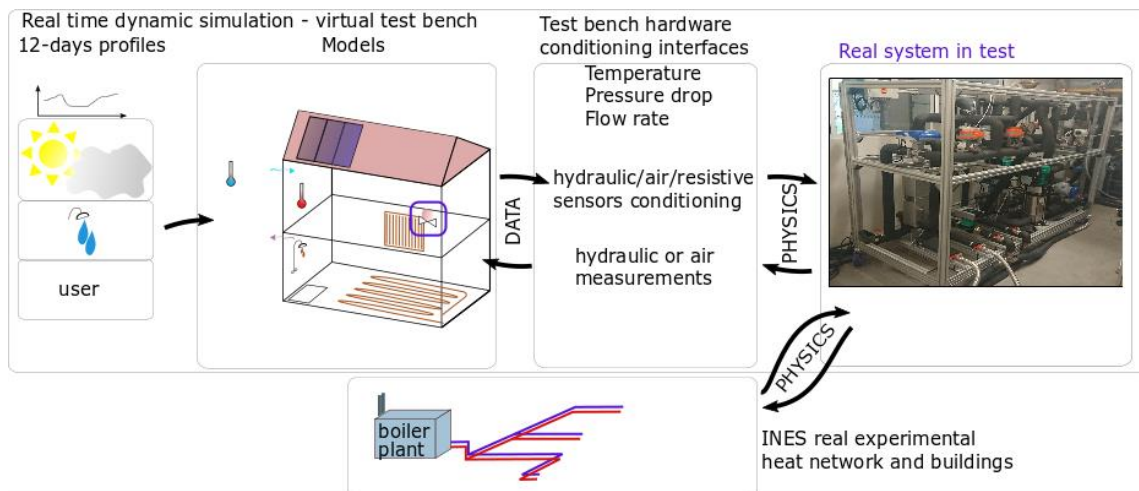 Real time dynamic simulation - virtual test bench
12-days profiles
Models
Test bench hardware
conditioning interfaces
Real system in test
Temperature
Pressure drop
Flow rate
hydraulic/air/resistive
sensors conditioning
DATA
PHYSICS
hydraulic or air
measurements
user
PHYSICS
boiler
plant
INES real experimental
heat network and buildings